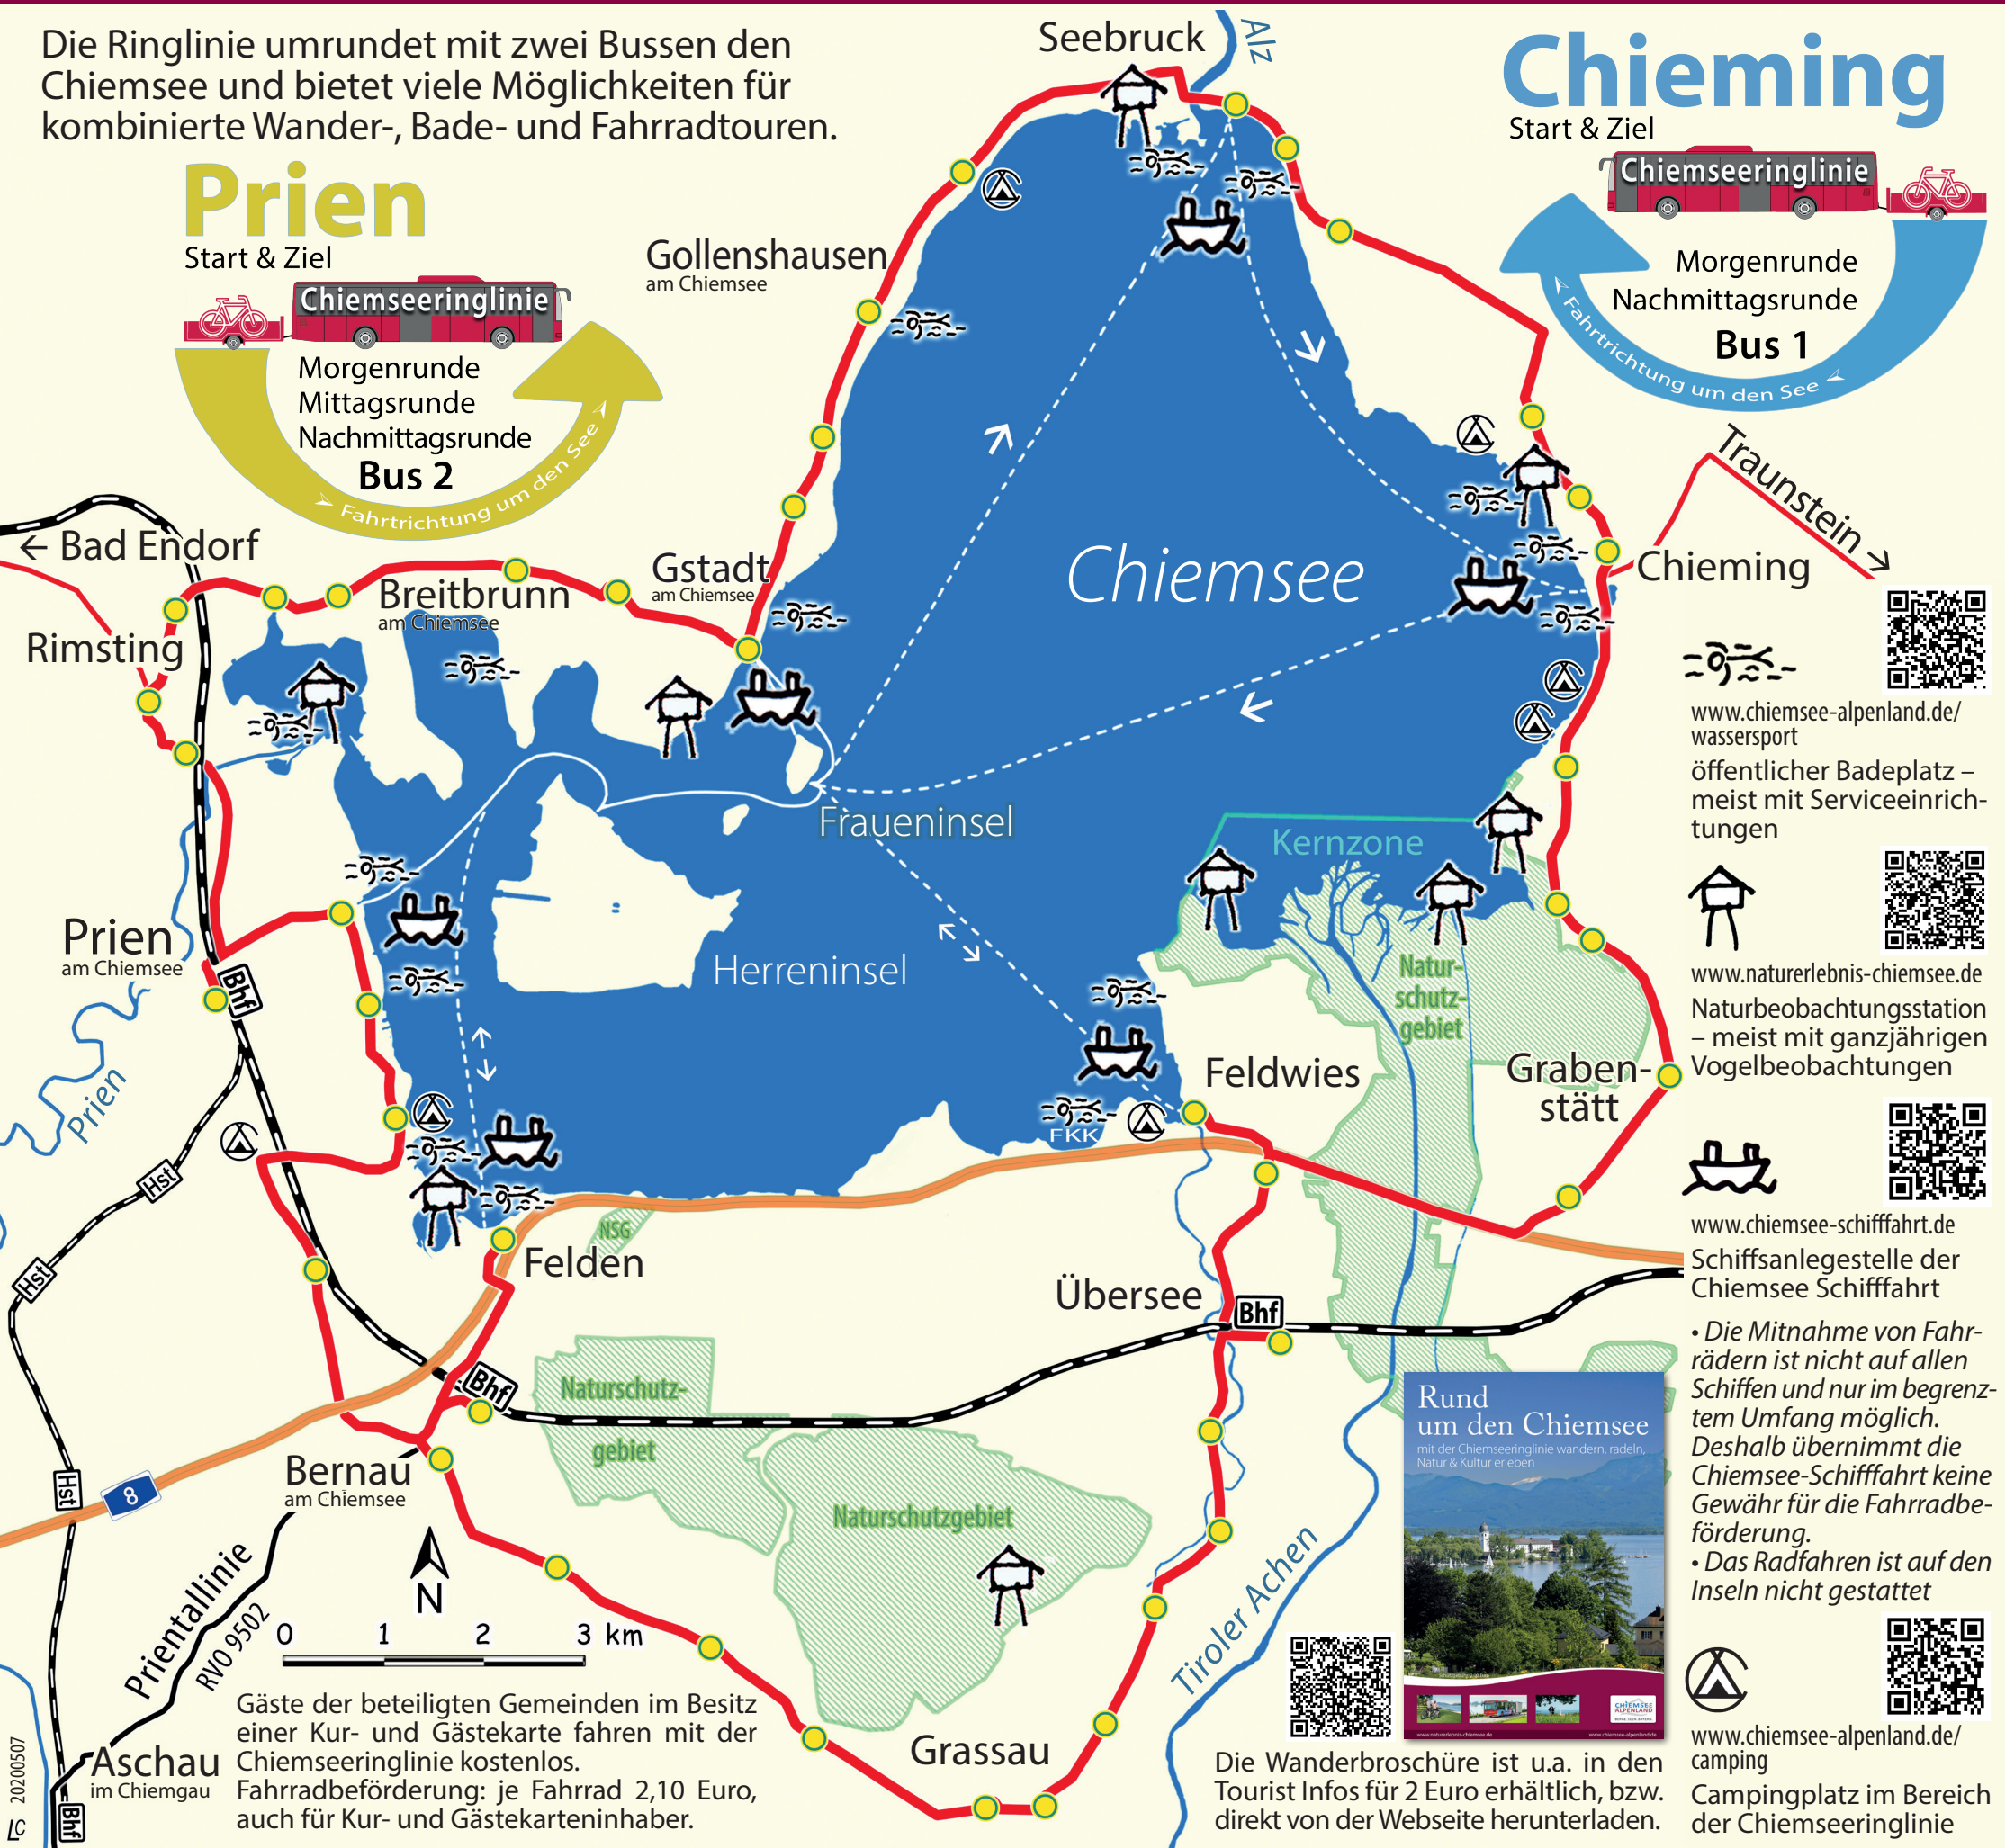 Die Ringlinie umrundet mit zwei Bussen den
Chiemsee und bietet viele Möglichkeiten für
kombinierte Wander-, Bade- und Fahrradtouren.
Prien
Start & Ziel
Chiemseeringlinie
Morgenrunde
Mittagsrunde
Nachmittagsrunde
Bus 2
Fahrtrichtung um den See
Seebruck
Alz
Chieming
Start & Ziel
Chiemseeringlinie
Morgenrunde
Nachmittagsrunde
Bus 1
Fahrtrichtung um den See
Gollenshausen
am Chiemsee
Traunstein →
← Bad Endorf
Breitbrunn
am Chiemsee
Gstadt
am Chiemsee
Chiemsee
Chieming
Rimsting
Fraueninsel
Kernzone
Prien
am Chiemsee
Bhf
Herreninsel
Natur-
schutz-
gebiet
Prien
Feldwies
Graben-
stätt
FKK
Hst
Hst
NSG
Felden
Übersee
Bhf
Bhf
Naturschutz-
gebiet
Bernau
am Chiemsee
Hst
8
Naturschutzgebiet
Prientallinie
RVO 9502
N
0 1 2 3 km
Tiroler Achen
Aschau
im Chiemgau
Bhf
Grassau
Gäste der beteiligten Gemeinden im Besitz
einer Kur- und Gästekarte fahren mit der
Chiemseeringlinie kostenlos.
Fahrradbeförderung: je Fahrrad 2,10 Euro,
auch für Kur- und Gästekarteninhaber.
LC 20200507
Rund
um den Chiemsee
mit der Chiemseeringlinie wandern, radeln,
Natur & Kultur erleben
CHIEMSEE
ALPENLAND
www.naturerlebnis-chiemsee.de
www.chiemsee-alpenland.de
Die Wanderbroschüre ist u.a. in den
Tourist Infos für 2 Euro erhältlich, bzw.
direkt von der Webseite herunterladen.
www.chiemsee-alpenland.de/
wassersport
öffentlicher Badeplatz –
meist mit Serviceeinrich-
tungen
www.naturerlebnis-chiemsee.de
Naturbeobachtungsstation
– meist mit ganzjährigen
Vogelbeobachtungen
www.chiemsee-schifffahrt.de
Schiffsanlegestelle der
Chiemsee Schifffahrt
• Die Mitnahme von Fahr-
rädern ist nicht auf allen
Schiffen und nur im begrenz-
tem Umfang möglich.
Deshalb übernimmt die
Chiemsee-Schifffahrt keine
Gewähr für die Fahrradbe-
förderung.
• Das Radfahren ist auf den
Inseln nicht gestattet
www.chiemsee-alpenland.de/
camping
Campingplatz im Bereich
der Chiemseeringlinie